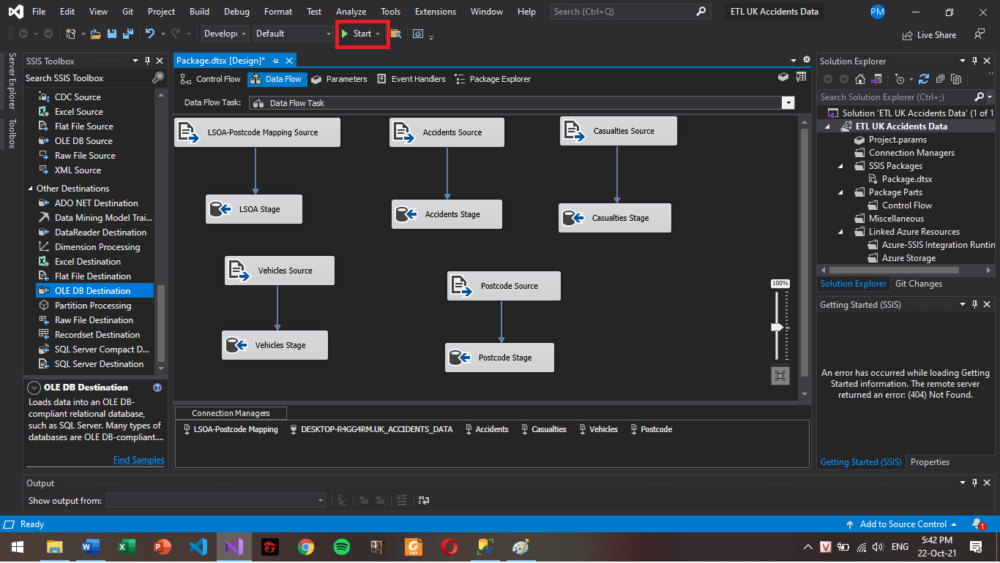 File Edit View Git Project Build Debug Format Test Analyze Tools Extensions Window Help Search (Ctrl+Q) ETL UK Accidents Data PM
Developr Default Start Live Share
Server Explorer
Toolbox
SSIS Toolbox
Search SSIS Toolbox
CDC Source
Excel Source
Flat File Source
OLE DB Source
Raw File Source
XML Source
Other Destinations
ADO NET Destination
Data Mining Model Trai...
DataReader Destination
Dimension Processing
Excel Destination
Flat File Destination
OLE DB Destination
Partition Processing
Raw File Destination
Recordset Destination
SQL Server Compact D...
SQL Server Destination
OLE DB Destination
Loads data into an OLE DB-
compliant relational database,
such as SQL Server. Many types of
databases are OLE DB-compliant....
Find Samples
Package.dtsx [Design]*
Control Flow Data Flow Parameters Event Handlers Package Explorer
Data Flow Task: Data Flow Task
LSOA-Postcode Mapping Source Accidents Source Casualties Source
LSOA Stage Accidents Stage Casualties Stage
Vehicles Source Postcode Source
Vehicles Stage Postcode Stage
100%
Connection Managers
LSOA-Postcode Mapping DESKTOP-R4GG4RM.UK_ACCIDENTS_DATA Accidents Casualties Vehicles Postcode
Solution Explorer
Search Solution Explorer (Ctrl+;)
Solution 'ETL UK Accidents Data' (1 of 1
ETL UK Accidents Data
Project.params
Connection Managers
SSIS Packages
Package.dtsx
Package Parts
Control Flow
Miscellaneous
Linked Azure Resources
Azure-SSIS Integration Runtin
Azure Storage
Solution Explorer Git Changes
Getting Started (SSIS)
An error has occurred while loading Getting
Started information. The remote server
returned an error: (404) Not Found.
Getting Started (SSIS) Properties
Output
Show output from:
Ready Add to Source Control 1
ENG 5:42 PM
22-Oct-21